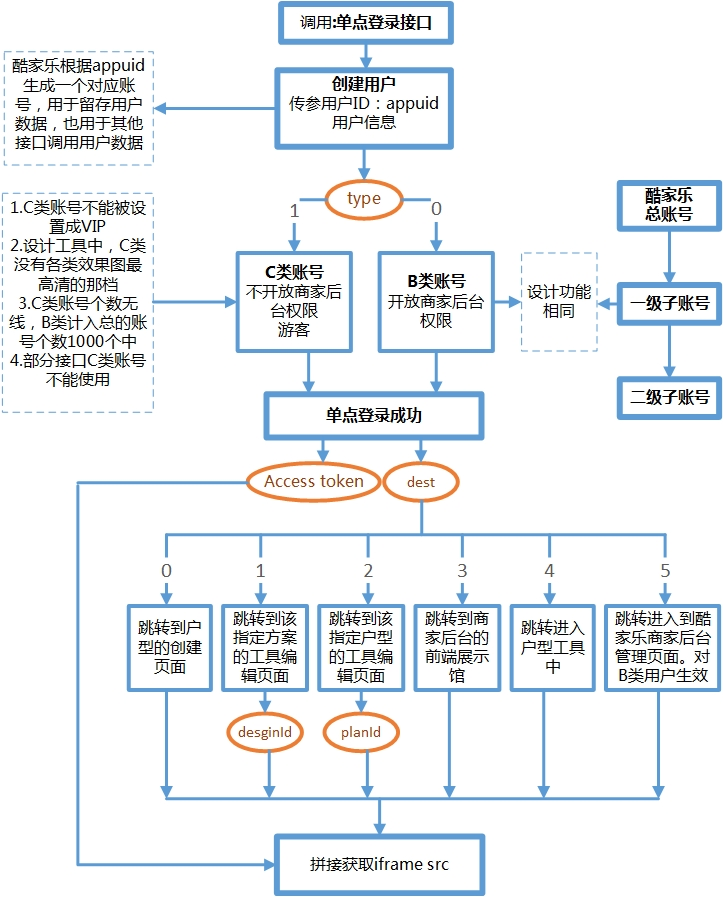 调用:单点登录接口
酷家乐根据appuid
生成一个对应账
号，用于留存用户
数据，也用于其他
接口调用用户数据
创建用户
传参用户ID：appuid
用户信息
type
1
0
1.C类账号不能被设
置成VIP
2.设计工具中，C类
没有各类效果图最
高清的那档
3.C类账号个数无
线，B类计入总的账
号个数1000个中
4.部分接口C类账号
不能使用
C类账号
不开放商家后
台权限
游客
B类账号
开放商家后台
权限
设计功能
相同
酷家乐
总账号
一级子账号
二级子账号
单点登录成功
Access token
dest
0
1
2
3
4
5
跳转到户
型的创建
页面
跳转到该
指定方案
的工具编
辑页面
跳转到该
指定户型
的工具编
辑页面
跳转到商
家后台的
前端展示
馆
跳转进入
户型工具
中
跳转进入到酷
家乐商家后台
管理页面。对
B类用户生效
desginId
planId
拼接获取iframe src